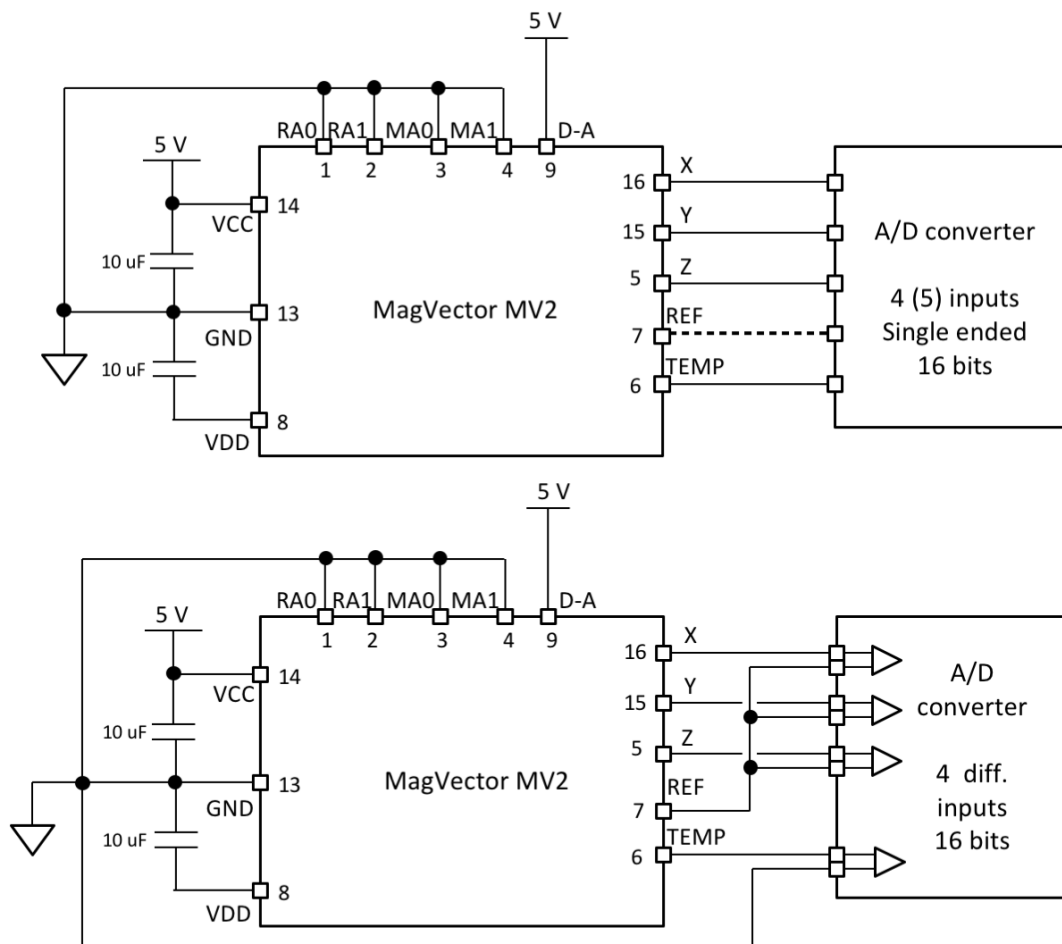 5 V
RA0 RA1 MA0 MA1 D-A
1 2 3 4 9
5 V
14
VCC
10 uF
13
GND
10 uF
8
VDD
MagVector MV2
16 X
15 Y
5 Z
REF
7
TEMP
6
A/D converter
4 (5) inputs
Single ended
16 bits
5 V
RA0 RA1 MA0 MA1 D-A
1 2 3 4 9
5 V
14
VCC
10 uF
13
GND
10 uF
8
VDD
MagVector MV2
16 X
15 Y
5 Z
REF
7
TEMP
6
A/D
converter
4 diff.
inputs
16 bits